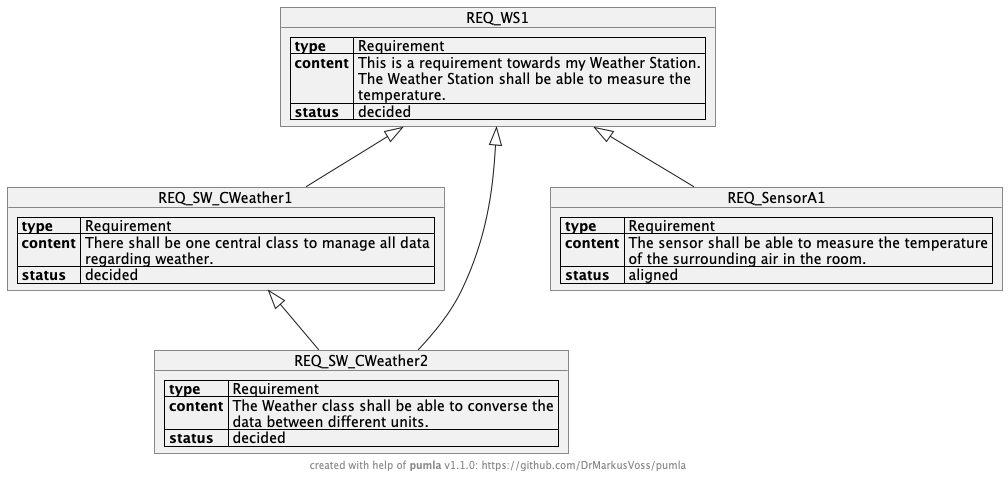 REQ_WS1
type Requirement
content This is a requirement towards my Weather Station.
The Weather Station shall be able to measure the
temperature.
status decided
REQ_SW_CWeather1
type Requirement
content There shall be one central class to manage all data
regarding weather.
status decided
REQ_SensorA1
type Requirement
content The sensor shall be able to measure the temperature
of the surrounding air in the room.
status aligned
REQ_SW_CWeather2
type Requirement
content The Weather class shall be able to converse the
data between different units.
status decided
created with help of pumla v1.1.0: https://github.com/DrMarkusVoss/pumla